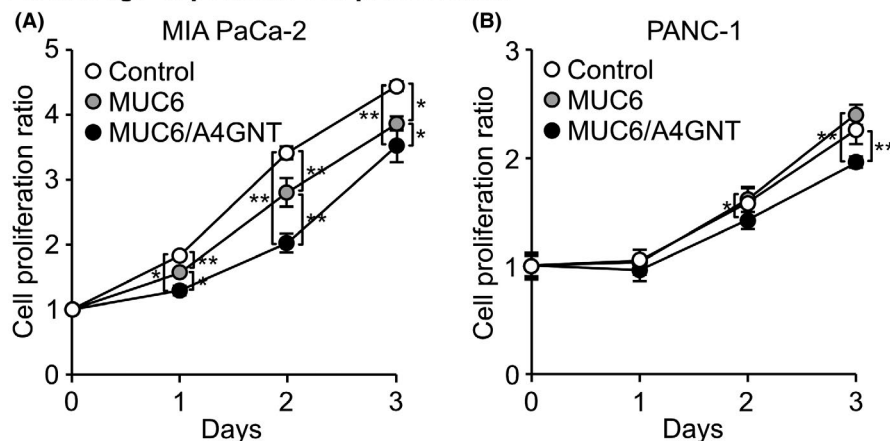 (A)
MIA PaCa-2
Cell proliferation ratio
5
4
3
2
1
0
Control
MUC6
MUC6/A4GNT
*
**
*
**
**
**
**
*
*
0 1 2 3
Days
(B)
PANC-1
Cell proliferation ratio
3
2
1
0
Control
MUC6
MUC6/A4GNT
*
**
**
0 1 2 3
Days